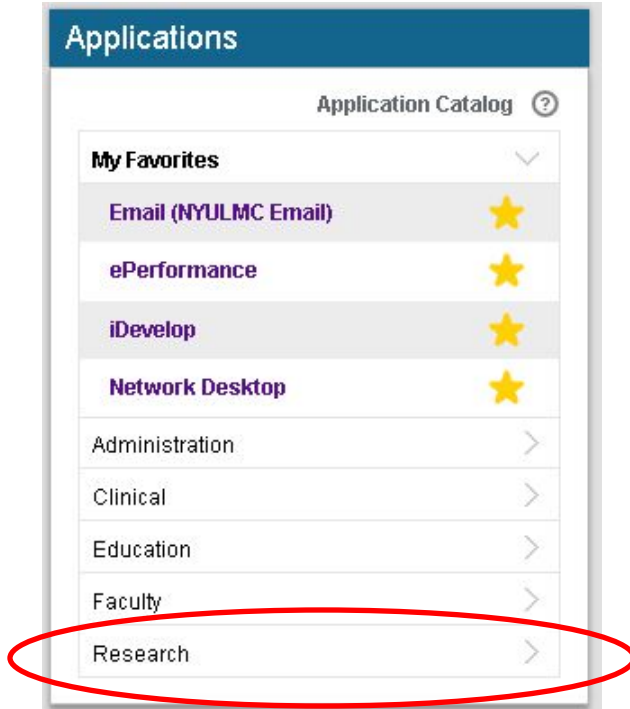 Applications
Application Catalog ?
My Favorites
Email (NYULMC Email)
ePerformance
iDevelop
Network Desktop
Administration
Clinical
Education
Faculty
Research